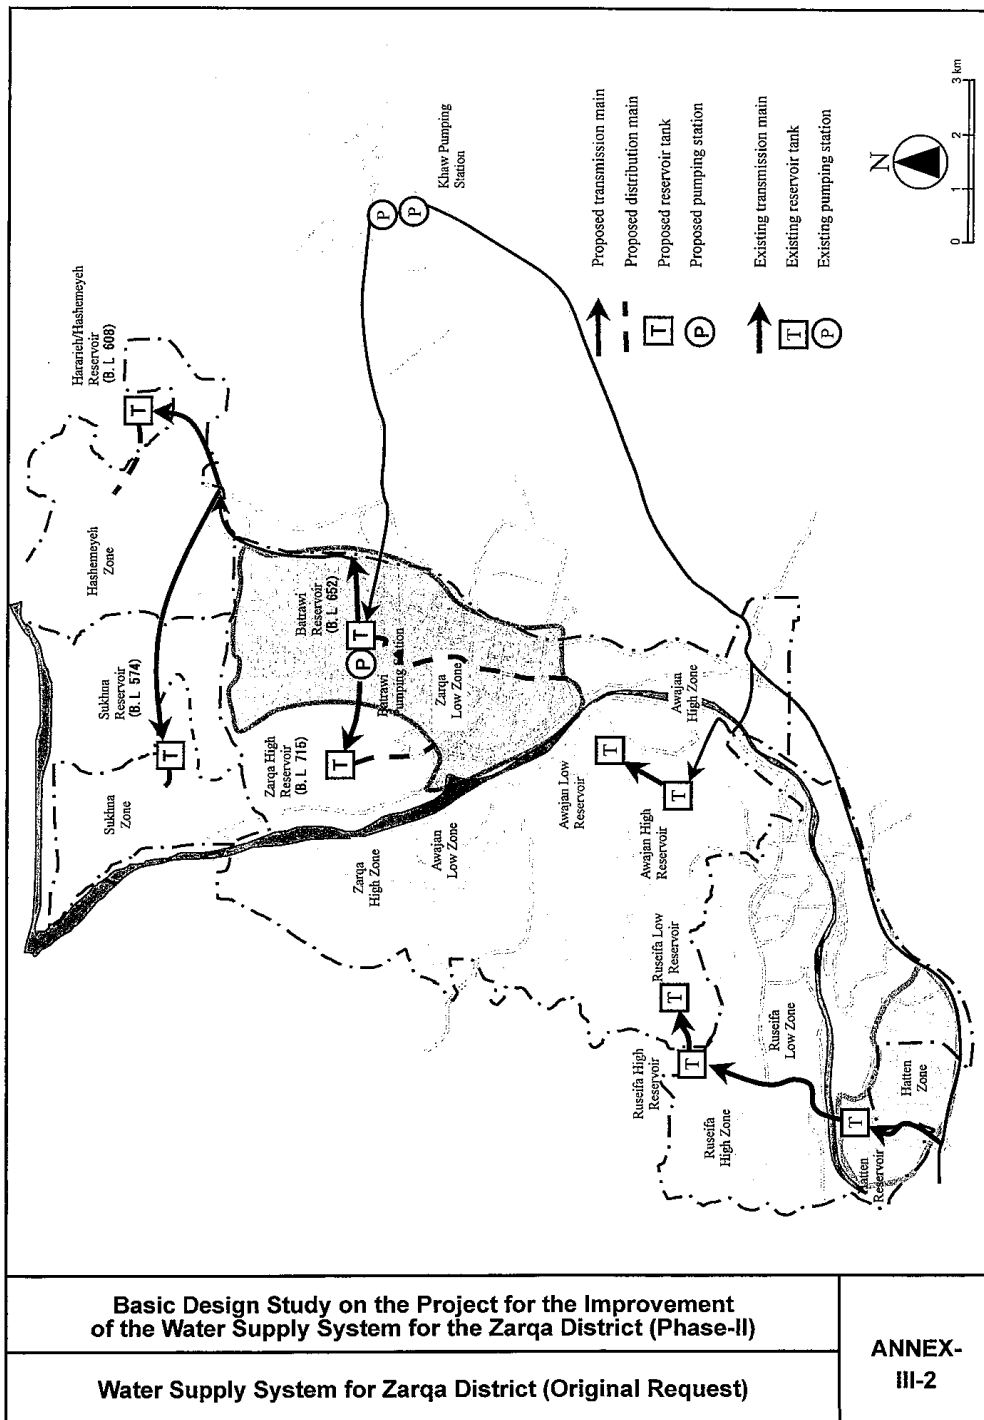 Hararieh/Hashemeyeh
Reservoir
(B. L 608)
T
Hashemeyeh
Zone
Sukhna
Reservoir
(B. L 574)
T
Sukhna
Zone
Batrawi
Reservoir
(B. L 652)
P
T
Batrawi
Pumping Station
Zarqa
Low Zone
Zarqa High
Reservoir
(B. L 715)
T
Zarqa
High Zone
Awajan
Low Zone
P
P
Khaw Pumping
Station
Awajan Low
Reservoir
T
Awajan High
Reservoir
T
Awajan
High Zone
Ruseifa Low
Reservoir
T
Ruseifa High
Reservoir
T
Ruseifa
Low Zone
Ruseifa
High Zone
T
Hatten
Reservoir
Hatten
Zone
Proposed transmission main
Proposed distribution main
T
Proposed reservoir tank
P
Proposed pumping station
Existing transmission main
T
Existing reservoir tank
P
Existing pumping station
N
0
1
2
3 km
Basic Design Study on the Project for the Improvement
of the Water Supply System for the Zarqa District (Phase-II)
Water Supply System for Zarqa District (Original Request)
ANNEX-
III-2